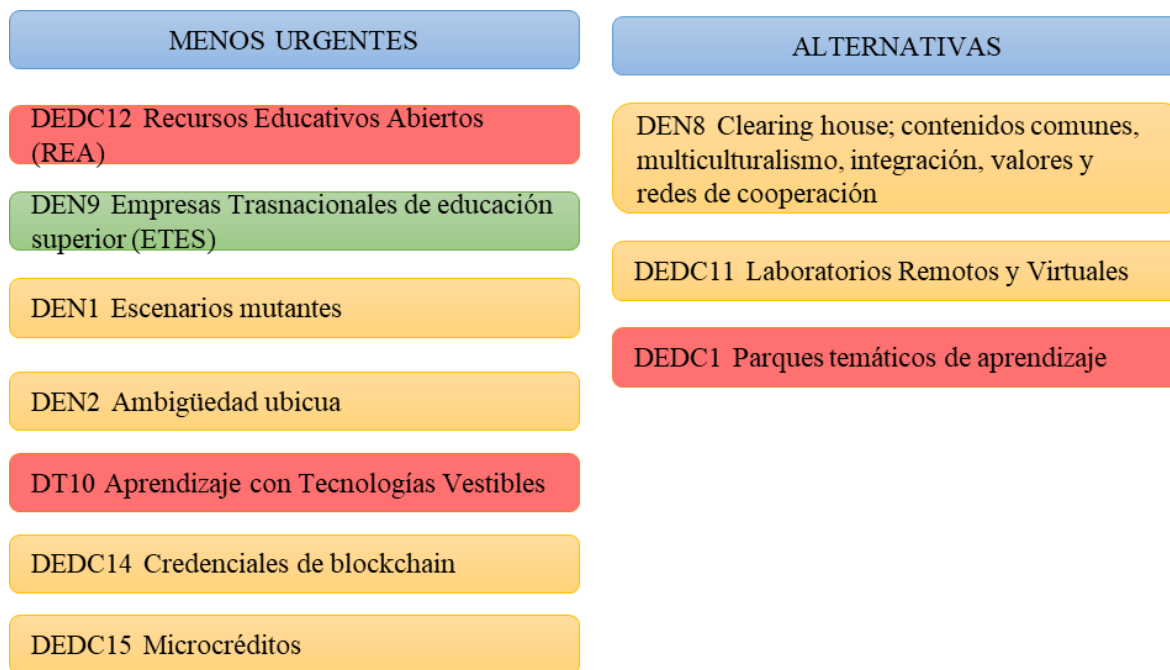 MENOS URGENTES
DEDC12 Recursos Educativos Abiertos
(REA)
DEN9 Empresas Trasnacionales de educación
superior (ETES)
DEN1 Escenarios mutantes
DEN2 Ambigüedad ubicua
DT10 Aprendizaje con Tecnologías Vestibles
DEDC14 Credenciales de blockchain
DEDC15 Microcréditos
ALTERNATIVAS
DEN8 Clearing house; contenidos comunes,
multiculturalismo, integración, valores y
redes de cooperación
DEDC11 Laboratorios Remotos y Virtuales
DEDC1 Parques temáticos de aprendizaje